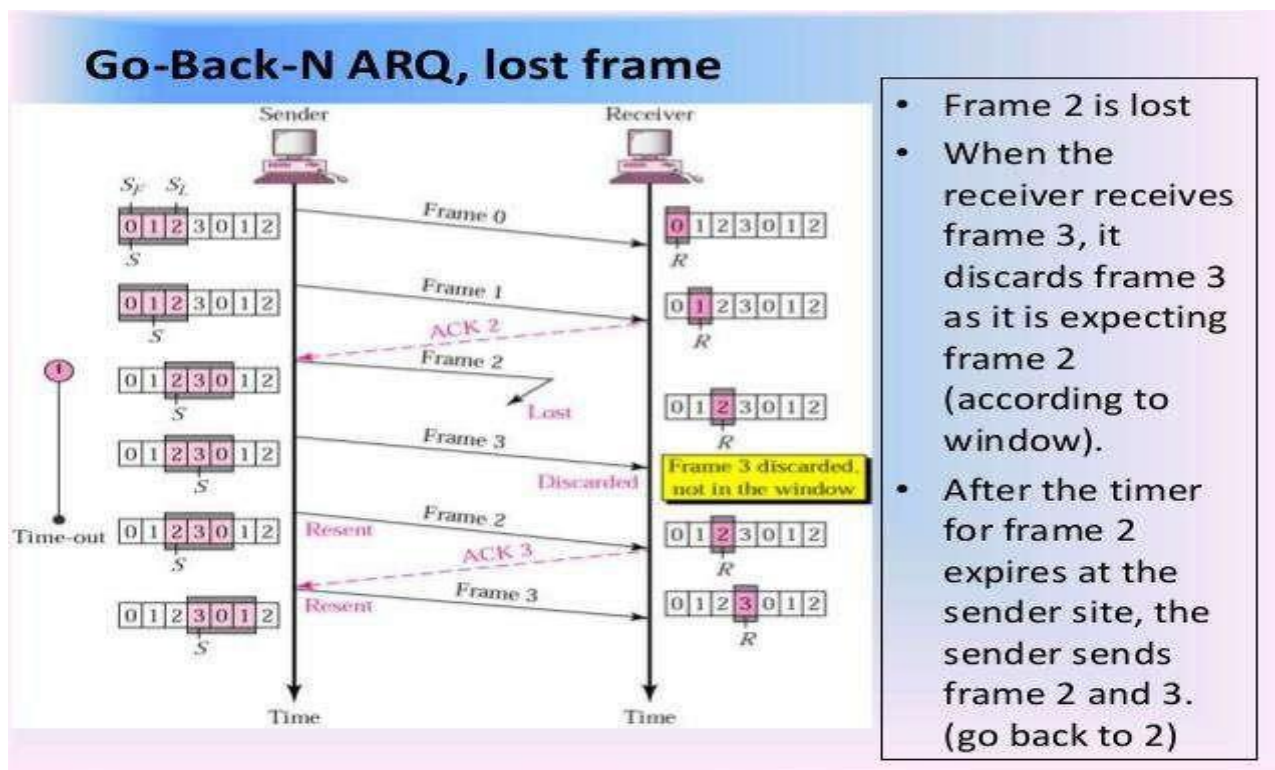 Go-Back-N ARQ, lost frame
Sender
Receiver
S_F S_L
0 1 2 3 0 1 2
S
Frame 0
0 1 2 3 0 1 2
R
0 1 2 3 0 1 2
S
Frame 1
0 1 2 3 0 1 2
R
ACK 2
0 1 2 3 0 1 2
S
Frame 2
Lost
0 1 2 3 0 1 2
R
0 1 2 3 0 1 2
S
Frame 3
Discarded
Frame 3 discarded,
not in the window
Time-out
0 1 2 3 0 1 2
S
Resent
Frame 2
0 1 2 3 0 1 2
R
ACK 3
0 1 2 3 0 1 2
S
Resent
Frame 3
0 1 2 3 0 1 2
R
Time
Time
• Frame 2 is lost
• When the
receiver receives
frame 3, it
discards frame 3
as it is expecting
frame 2
(according to
window).
• After the timer
for frame 2
expires at the
sender site, the
sender sends
frame 2 and 3.
(go back to 2)